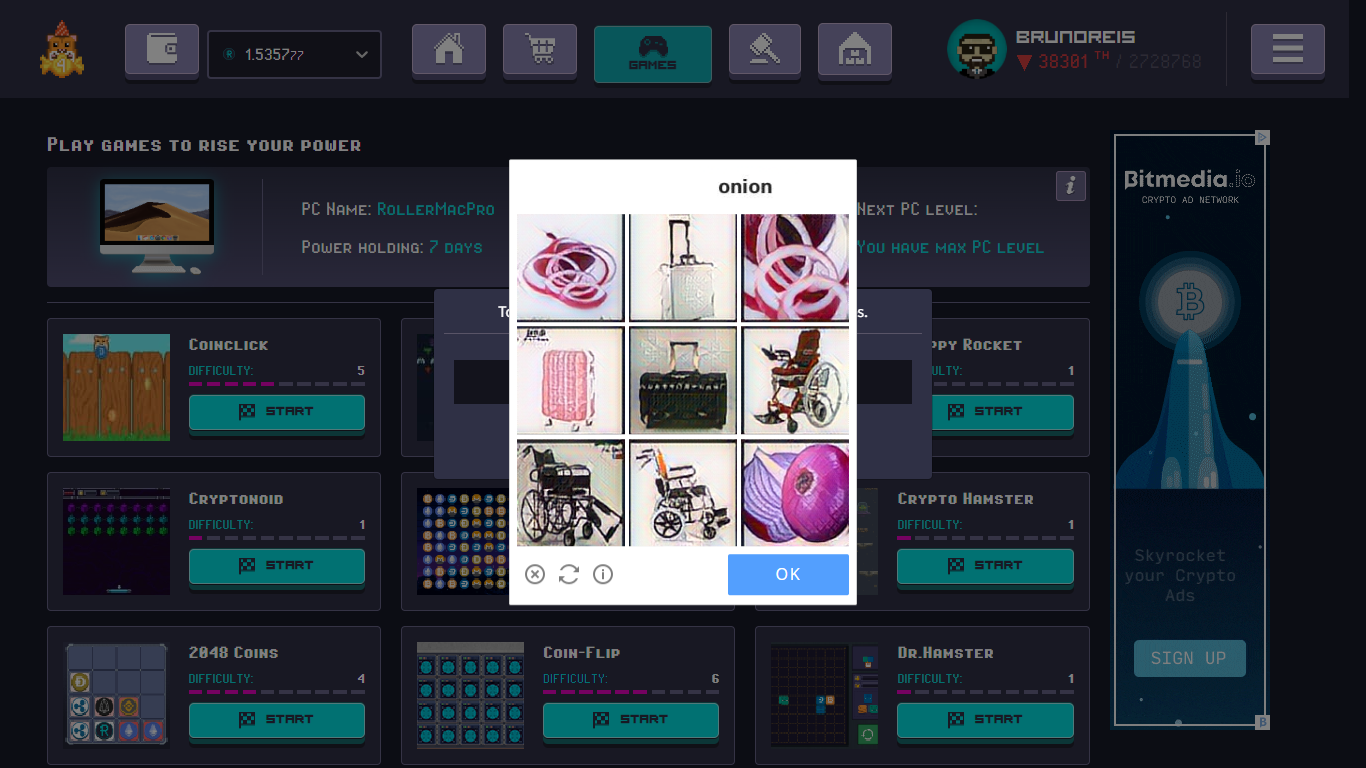 1.535777
GAMES
BRUNOREIS
38301 TH / 2728768
PLAY GAMES TO RISE YOUR POWER
PC NAME: ROLLERMACPRO
POWER HOLDING: 7 DAYS
NEXT PC LEVEL:
YOU HAVE MAX PC LEVEL
i
onion
OK
COINCLICK
DIFFICULTY: 5
START
PPY ROCKET
CULTY: 1
START
CRYPTONOID
DIFFICULTY: 1
START
CRYPTO HAMSTER
DIFFICULTY: 1
START
2048 COINS
DIFFICULTY: 4
START
COIN-FLIP
DIFFICULTY: 6
START
DR.HAMSTER
DIFFICULTY: 1
START
Bitmedia.io
CRYPTO AD NETWORK
Skyrocket
your Crypto
Ads
SIGN UP